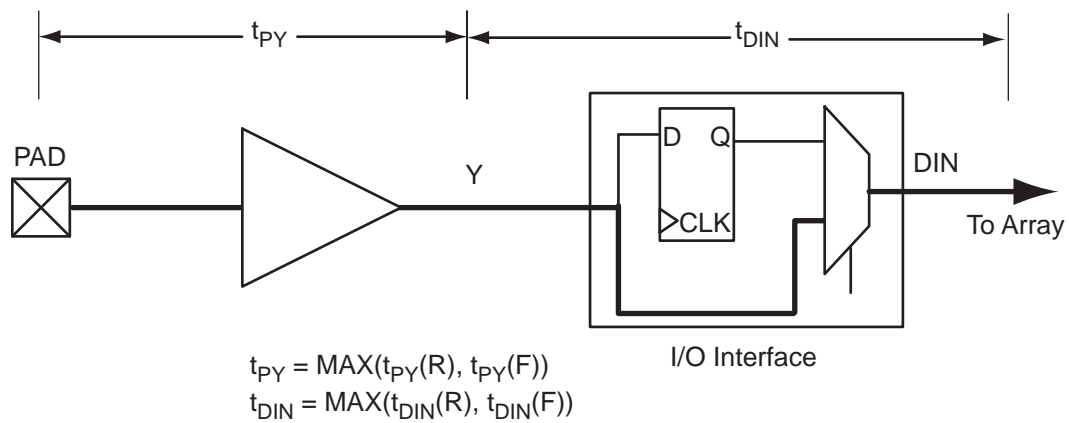 tPY
tDIN
PAD
Y
D
Q
CLK
DIN
To Array
I/O Interface
tPY = MAX(tPY(R), tPY(F))
tDIN = MAX(tDIN(R), tDIN(F))